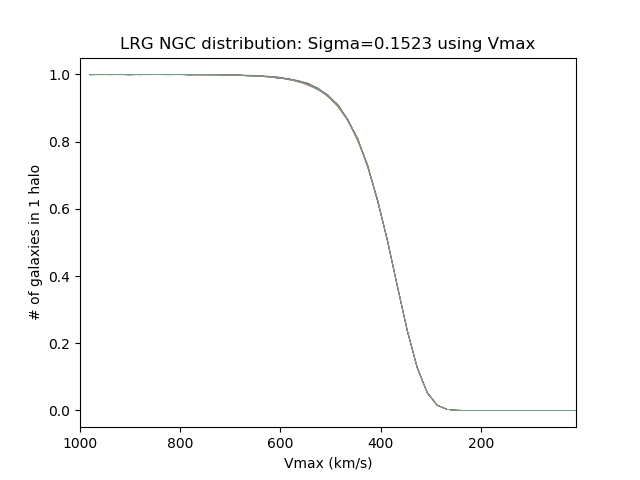 LRG NGC distribution: Sigma=0.1523 using Vmax
# of galaxies in 1 halo
1.0
0.8
0.6
0.4
0.2
0.0
1000 800 600 400 200
Vmax (km/s)